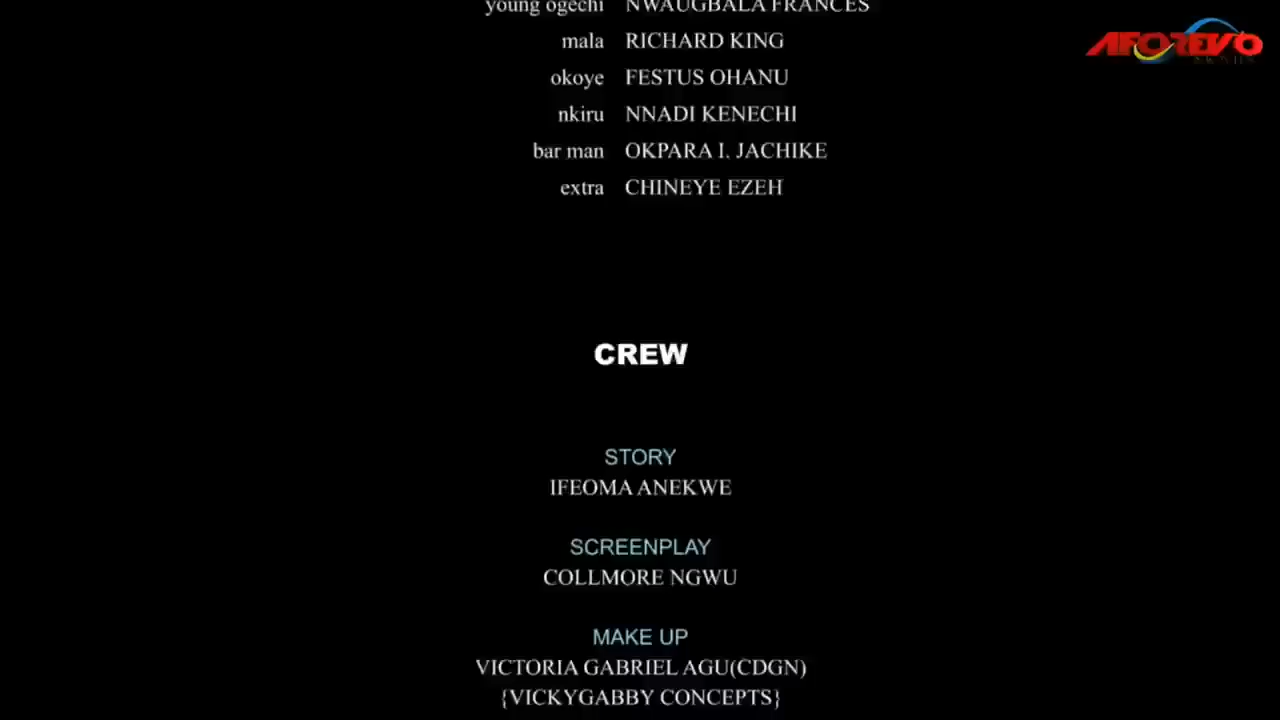 young ogechi NWAUGBALA FRANCES
AFOREVO
mala RICHARD KING
okoye FESTUS OHANU
nkiru NNADI KENECHI
bar man OKPARA I. JACHIKE
extra CHINEYE EZEH
CREW
STORY
IFEOMA ANEKWE
SCREENPLAY
COLLMORE NGWU
MAKE UP
VICTORIA GABRIEL AGU(CDGN)
{VICKYGABBY CONCEPTS}